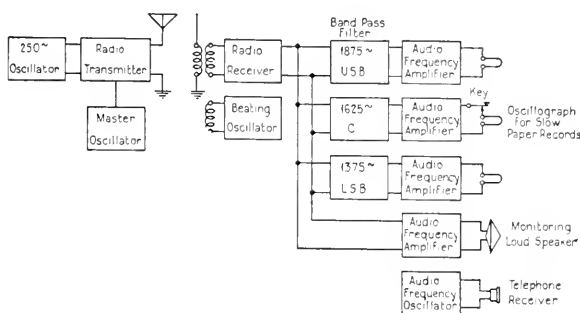 250~
Oscillator
Radio
Transmitter
Master
Oscillator
Radio
Receiver
Beating
Oscillator
Band Pass
Filter
1875~
USB
Audio
Frequency
Amplifier
1625~
C
Audio
Frequency
Amplifier
Key
Oscillograph
for Slow
Paper Records
1375~
LSB
Audio
Frequency
Amplifier
Audio
Frequency
Amplifier
Monitoring
Loud Speaker
Audio
Frequency
Oscillator
Telephone
Receiver